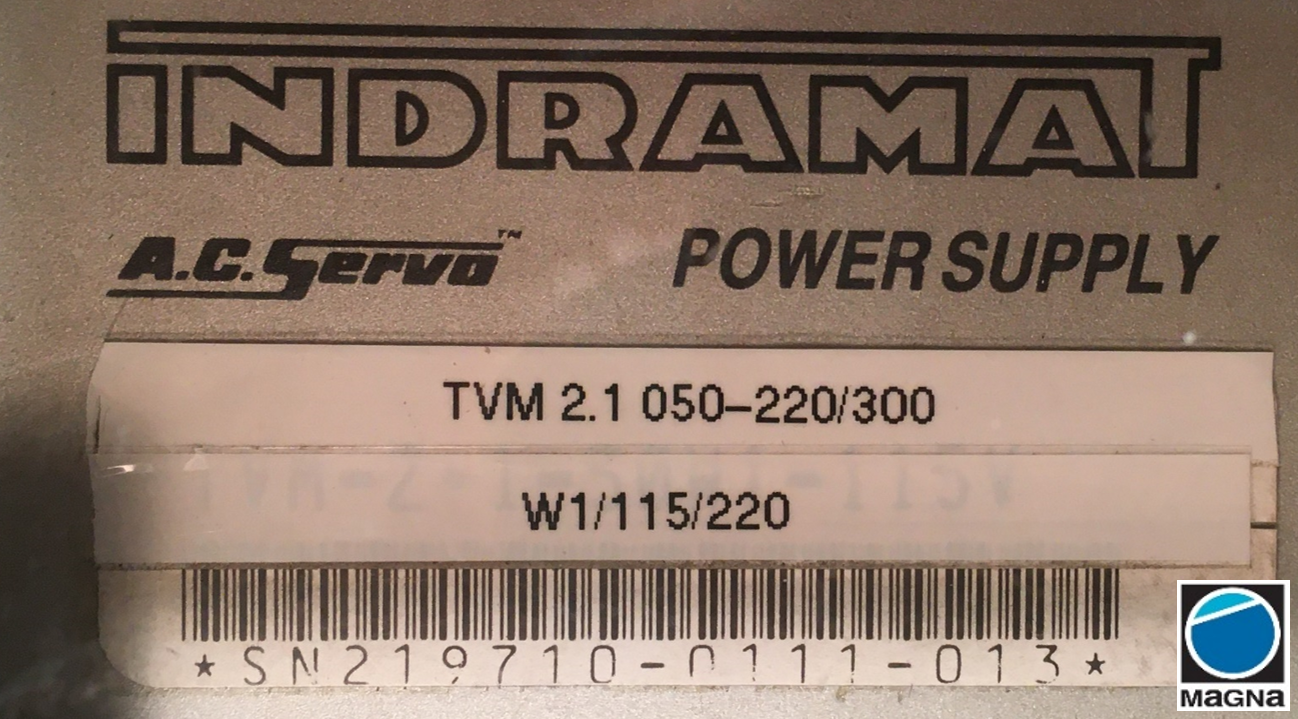 INDRAMAT
A.C. Servo™ POWER SUPPLY
TVM 2.1 050–220/300
W1/115/220
*SN219710-0111-013*
MAGNa